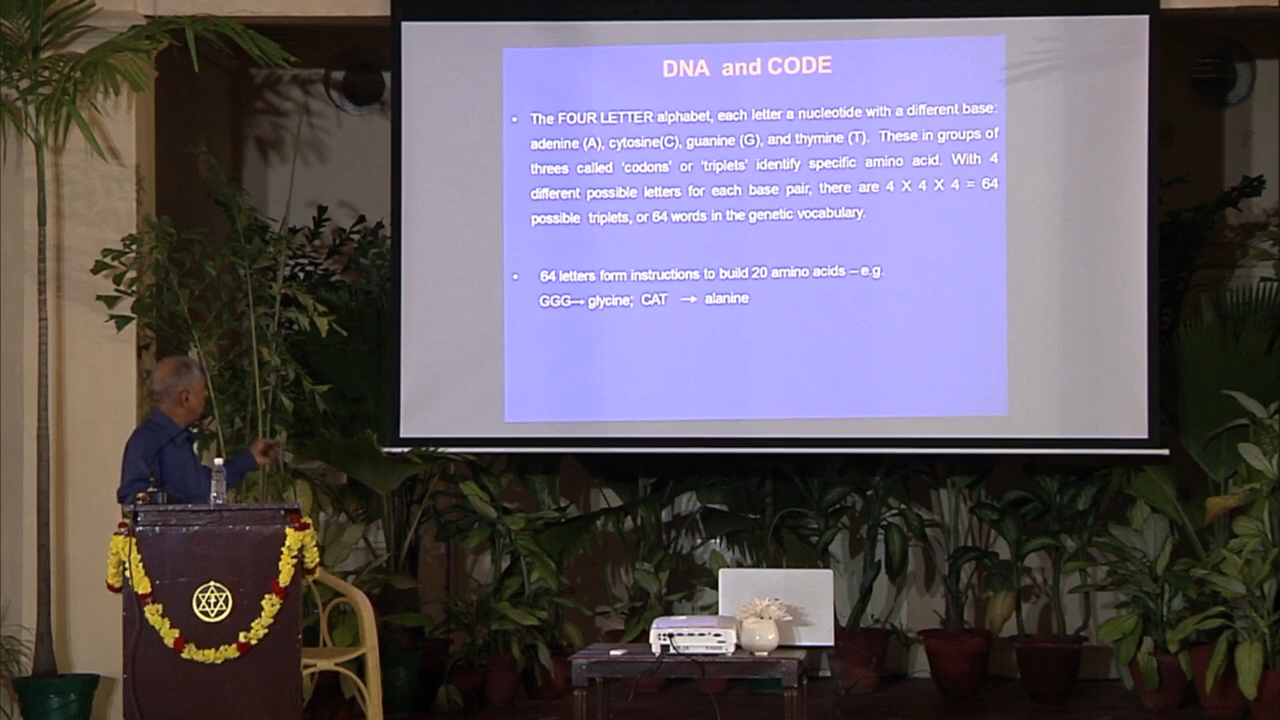 DNA and CODE
• The FOUR LETTER alphabet, each letter a nucleotide with a different base:
adenine (A), cytosine(C), guanine (G), and thymine (T). These in groups of
threes called 'codons' or 'triplets' identify specific amino acid. With 4
different possible letters for each base pair, there are 4 X 4 X 4 = 64
possible triplets, or 64 words in the genetic vocabulary.
• 64 letters form instructions to build 20 amino acids – e.g.
GGG→ glycine; CAT → alanine